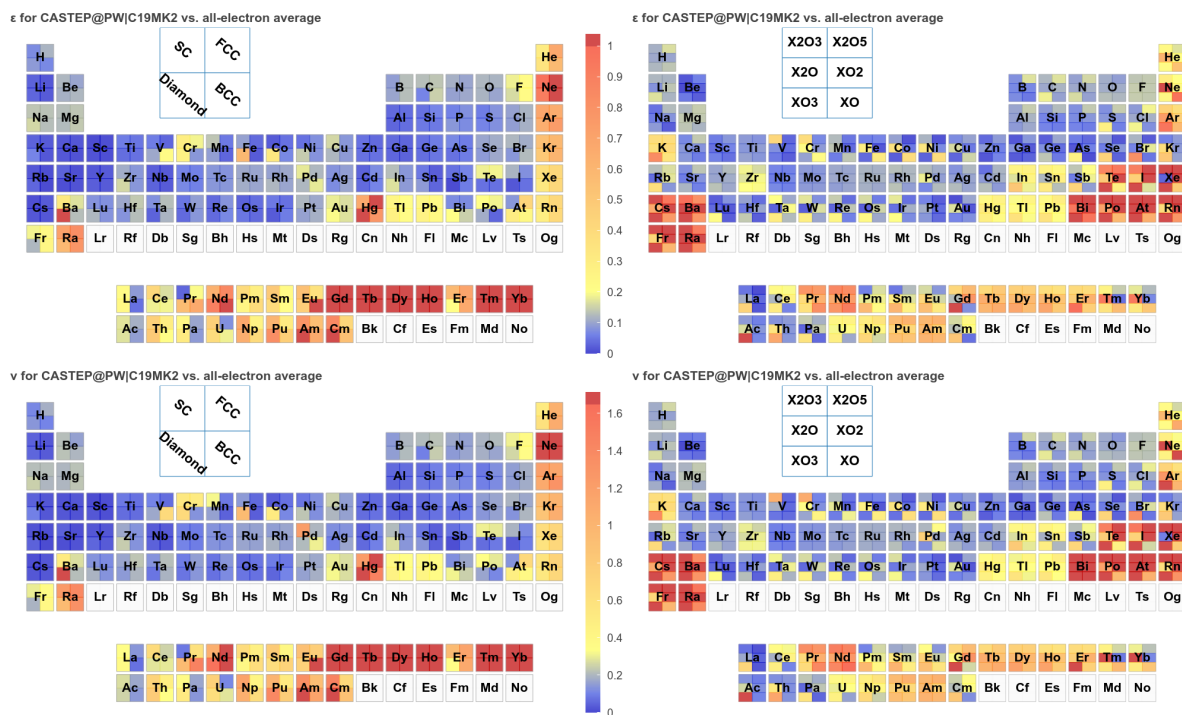 ε for CASTEP@PW|C19MK2 vs. all-electron average
SC FCC
Diamond BCC
H He
Li Be B C N O F Ne
Na Mg Al Si P S Cl Ar
K Ca Sc Ti V Cr Mn Fe Co Ni Cu Zn Ga Ge As Se Br Kr
Rb Sr Y Zr Nb Mo Tc Ru Rh Pd Ag Cd In Sn Sb Te I Xe
Cs Ba Lu Hf Ta W Re Os Ir Pt Au Hg Tl Pb Bi Po At Rn
Fr Ra Lr Rf Db Sg Bh Hs Mt Ds Rg Cn Nh Fl Mc Lv Ts Og
La Ce Pr Nd Pm Sm Eu Gd Tb Dy Ho Er Tm Yb
Ac Th Pa U Np Pu Am Cm Bk Cf Es Fm Md No
1
0.9
0.8
0.7
0.6
0.5
0.4
0.3
0.2
0.1
0
ε for CASTEP@PW|C19MK2 vs. all-electron average
X2O3 X2O5
X2O XO2
XO3 XO
H He
Li Be B C N O F Ne
Na Mg Al Si P S Cl Ar
K Ca Sc Ti V Cr Mn Fe Co Ni Cu Zn Ga Ge As Se Br Kr
Rb Sr Y Zr Nb Mo Tc Ru Rh Pd Ag Cd In Sn Sb Te I Xe
Cs Ba Lu Hf Ta W Re Os Ir Pt Au Hg Tl Pb Bi Po At Rn
Fr Ra Lr Rf Db Sg Bh Hs Mt Ds Rg Cn Nh Fl Mc Lv Ts Og
La Ce Pr Nd Pm Sm Eu Gd Tb Dy Ho Er Tm Yb
Ac Th Pa U Np Pu Am Cm Bk Cf Es Fm Md No
ν for CASTEP@PW|C19MK2 vs. all-electron average
SC FCC
Diamond BCC
H He
Li Be B C N O F Ne
Na Mg Al Si P S Cl Ar
K Ca Sc Ti V Cr Mn Fe Co Ni Cu Zn Ga Ge As Se Br Kr
Rb Sr Y Zr Nb Mo Tc Ru Rh Pd Ag Cd In Sn Sb Te I Xe
Cs Ba Lu Hf Ta W Re Os Ir Pt Au Hg Tl Pb Bi Po At Rn
Fr Ra Lr Rf Db Sg Bh Hs Mt Ds Rg Cn Nh Fl Mc Lv Ts Og
La Ce Pr Nd Pm Sm Eu Gd Tb Dy Ho Er Tm Yb
Ac Th Pa U Np Pu Am Cm Bk Cf Es Fm Md No
1.6
1.4
1.2
1
0.8
0.6
0.4
0.2
0
ν for CASTEP@PW|C19MK2 vs. all-electron average
X2O3 X2O5
X2O XO2
XO3 XO
H He
Li Be B C N O F Ne
Na Mg Al Si P S Cl Ar
K Ca Sc Ti V Cr Mn Fe Co Ni Cu Zn Ga Ge As Se Br Kr
Rb Sr Y Zr Nb Mo Tc Ru Rh Pd Ag Cd In Sn Sb Te I Xe
Cs Ba Lu Hf Ta W Re Os Ir Pt Au Hg Tl Pb Bi Po At Rn
Fr Ra Lr Rf Db Sg Bh Hs Mt Ds Rg Cn Nh Fl Mc Lv Ts Og
La Ce Pr Nd Pm Sm Eu Gd Tb Dy Ho Er Tm Yb
Ac Th Pa U Np Pu Am Cm Bk Cf Es Fm Md No